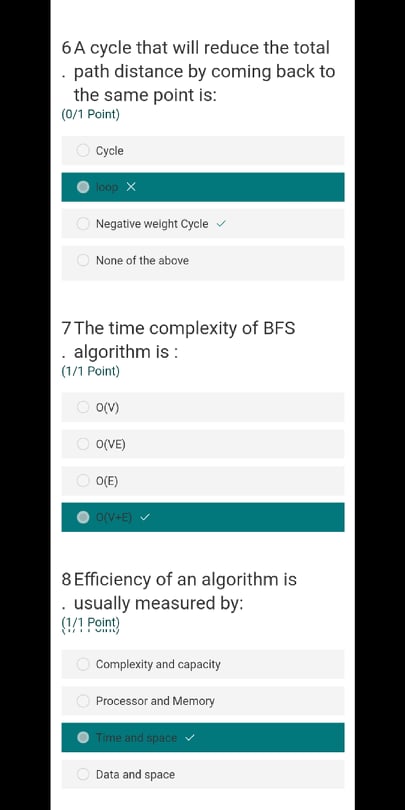 6 A cycle that will reduce the total
. path distance by coming back to
the same point is:
(0/1 Point)
Cycle
loop
Negative weight Cycle
None of the above
7 The time complexity of BFS
. algorithm is :
(1/1 Point)
O(V)
O(VE)
O(E)
O(V+E)
8 Efficiency of an algorithm is
. usually measured by:
(1/1 Point)
Complexity and capacity
Processor and Memory
Time and space
Data and space